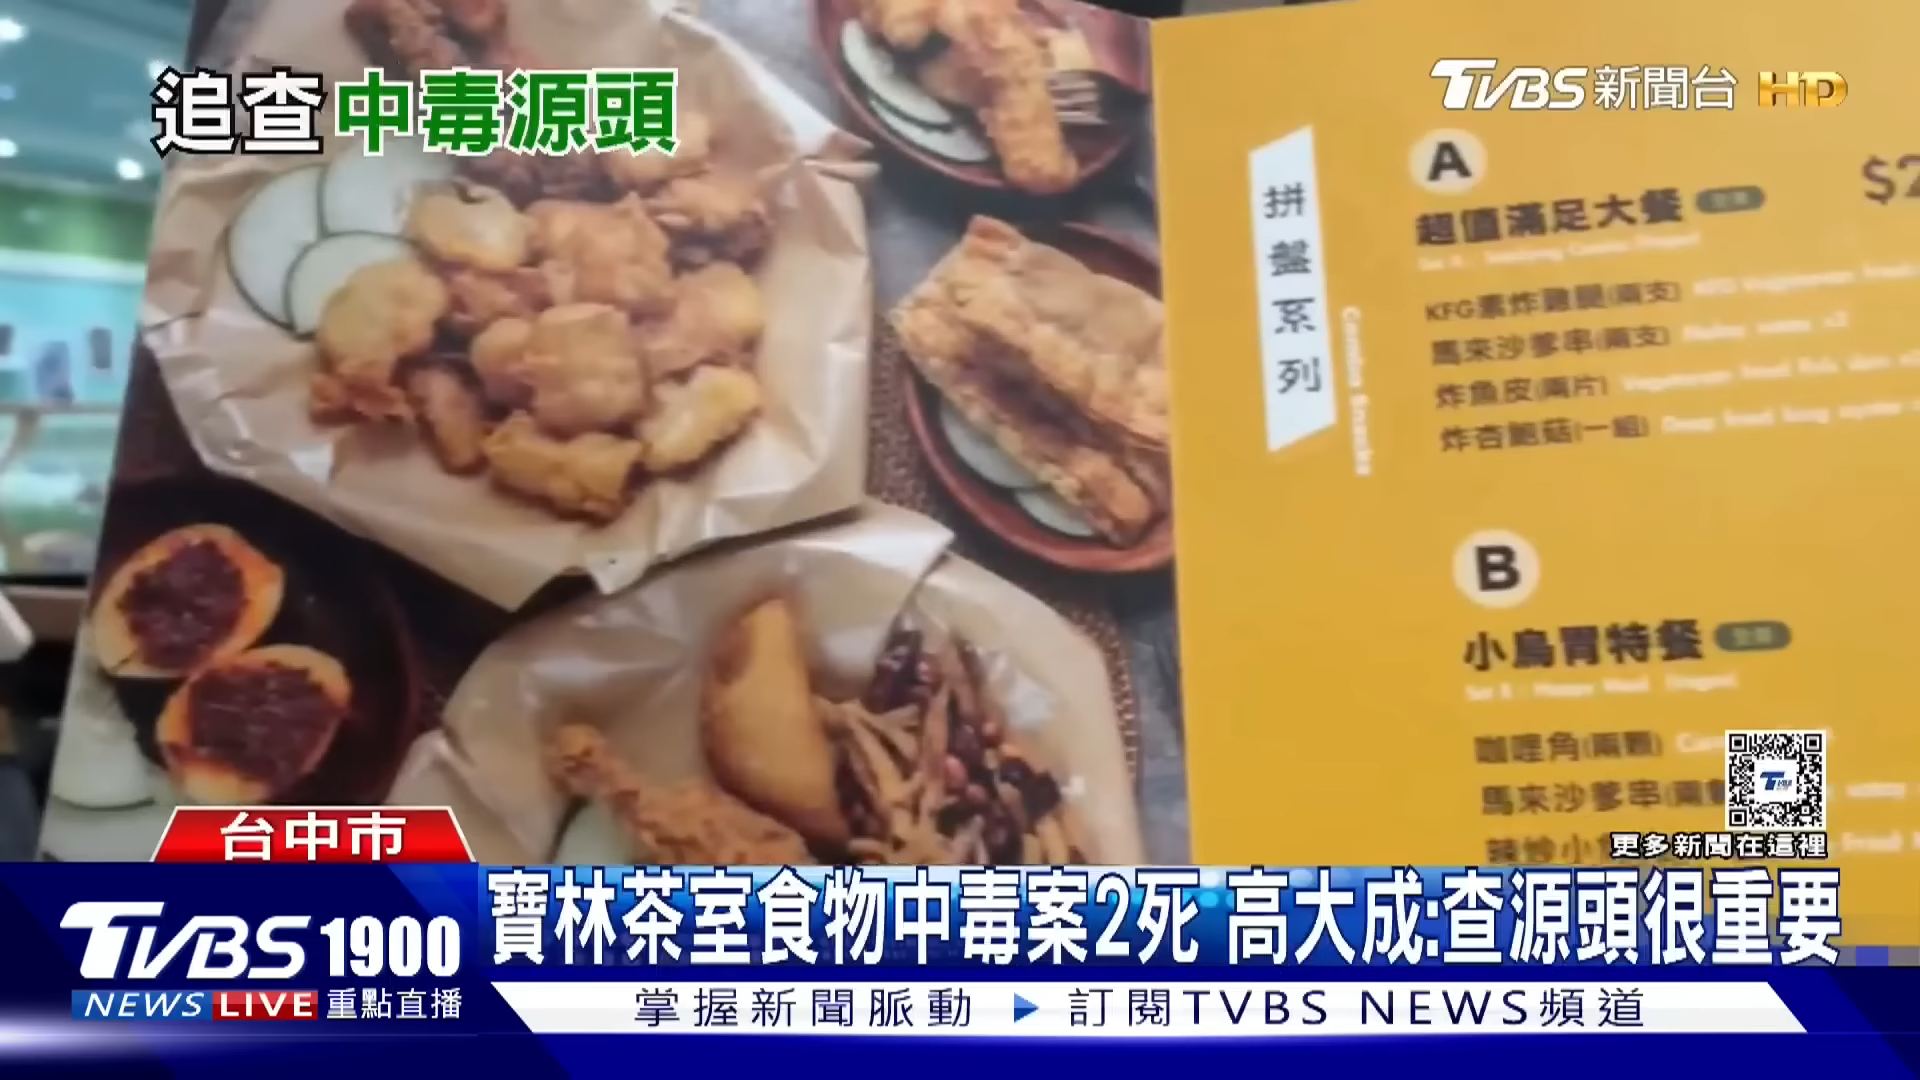 追查中毒源頭
TVBS新聞台 HD
拼盤系列
Combo Snacks
A
超值滿足大餐
KFG素炸雞腿(兩支)
馬來沙爹串(兩支)
炸魚皮(兩片)
炸杏鮑菇(一組)
B
小鳥胃特餐
咖哩角(兩顆)
馬來沙爹串(兩
辣炒小
更多新聞在這裡
台中市
寶林茶室食物中毒案2死 高大成:查源頭很重要
TVBS 1900
NEWS LIVE 重點直播
掌握新聞脈動 ▶ 訂閱TVBS NEWS頻道